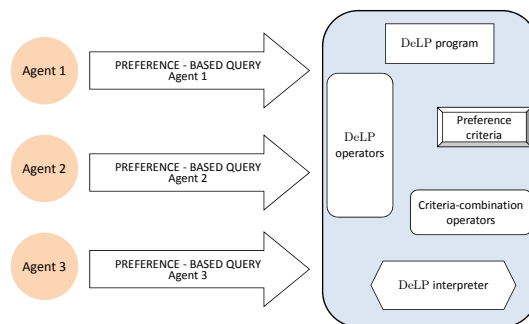 Agent 1
PREFERENCE - BASED QUERY
Agent 1
Agent 2
PREFERENCE - BASED QUERY
Agent 2
Agent 3
PREFERENCE - BASED QUERY
Agent 3
DeLP program
DeLP
operators
Preference
criteria
Criteria-combination
operators
DeLP interpreter